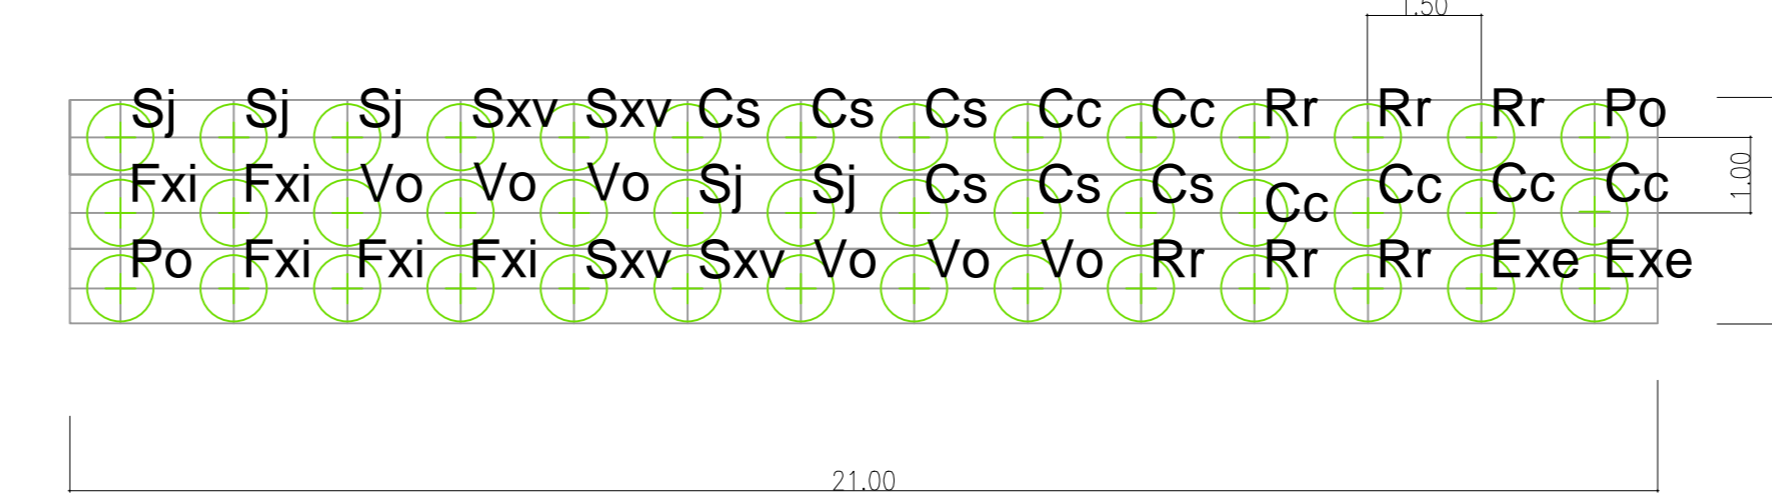 1.50
Sj Sj Sj Sxv Sxv Cs Cs Cs Cc Cc Rr Rr Rr Po
1.00
Fxi Fxi Vo Vo Vo Sj Sj Cs Cs Cs Cc Cc Cc Cc
Po Fxi Fxi Fxi Sxv Sxv Vo Vo Vo Rr Rr Rr Exe Exe
21.00